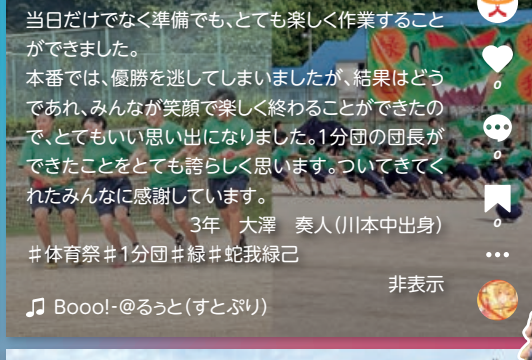 当日だけでなく準備でも、とても楽しく作業すること
ができました。
本番では、優勝を逃してしまいましたが、結果はどう
であれ、みんなが笑顔で楽しく終わることができたの
で、とてもいい思い出になりました。1分団の団長が
できたことをとても誇らしく思います。ついてきてく
れたみんなに感謝しています。
3年　大澤　奏人(川本中出身)
#体育祭#1分団#緑#蛇我緑己
非表示
Booo!-@るぅと(すとぷり)
0
0
0